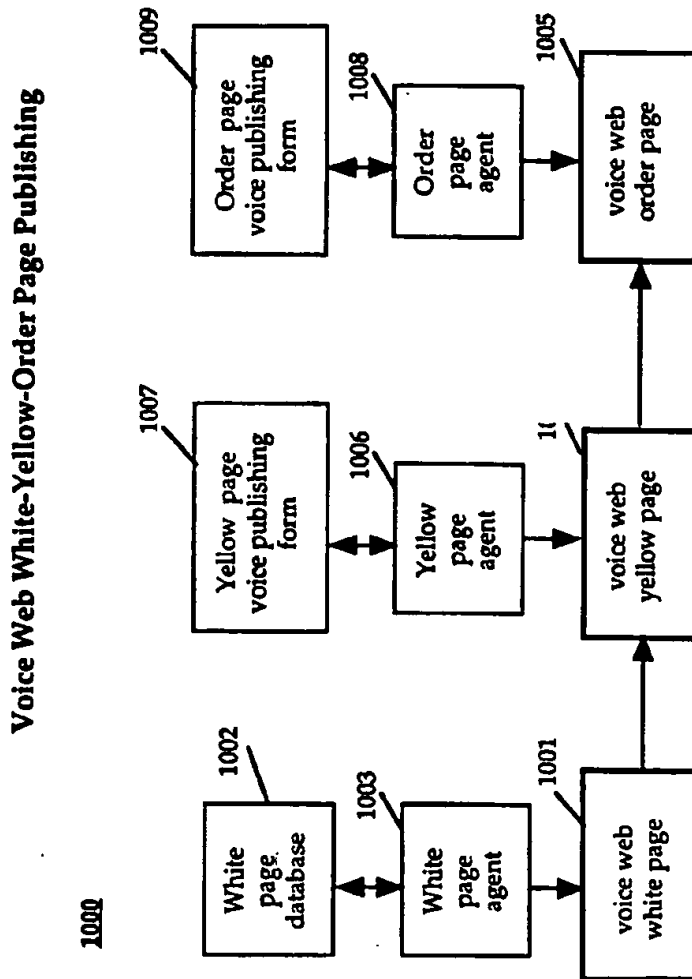 Voice Web White-Yellow-Order Page Publishing
1000
1002
White
page
database
1007
Yellow page
voice publishing
form
1009
Order page
voice publishing
form
1003
White
page
agent
1006
Yellow
page
agent
1008
Order
page
agent
1001
voice web
white page
voice web
yellow page
1005
voice web
order page